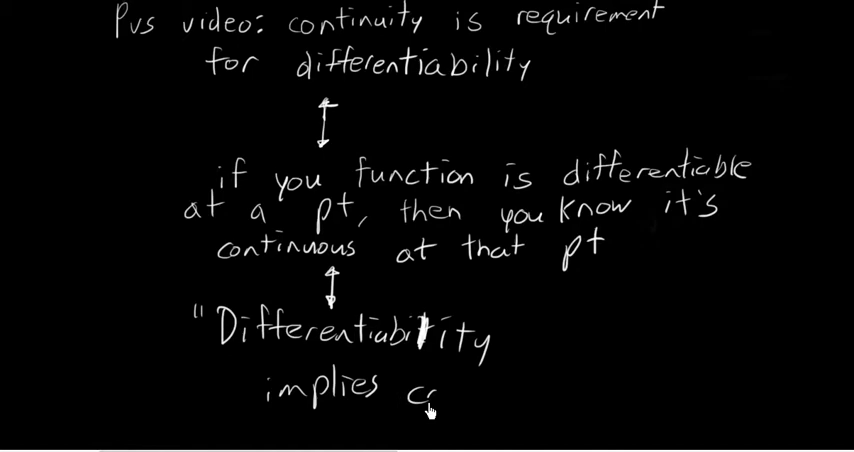 Pvs video: continuity is requirement
for differentiability
if you function is differentiable
at a pt, then you know it's
continuous at that pt
"Differentiability
implies co